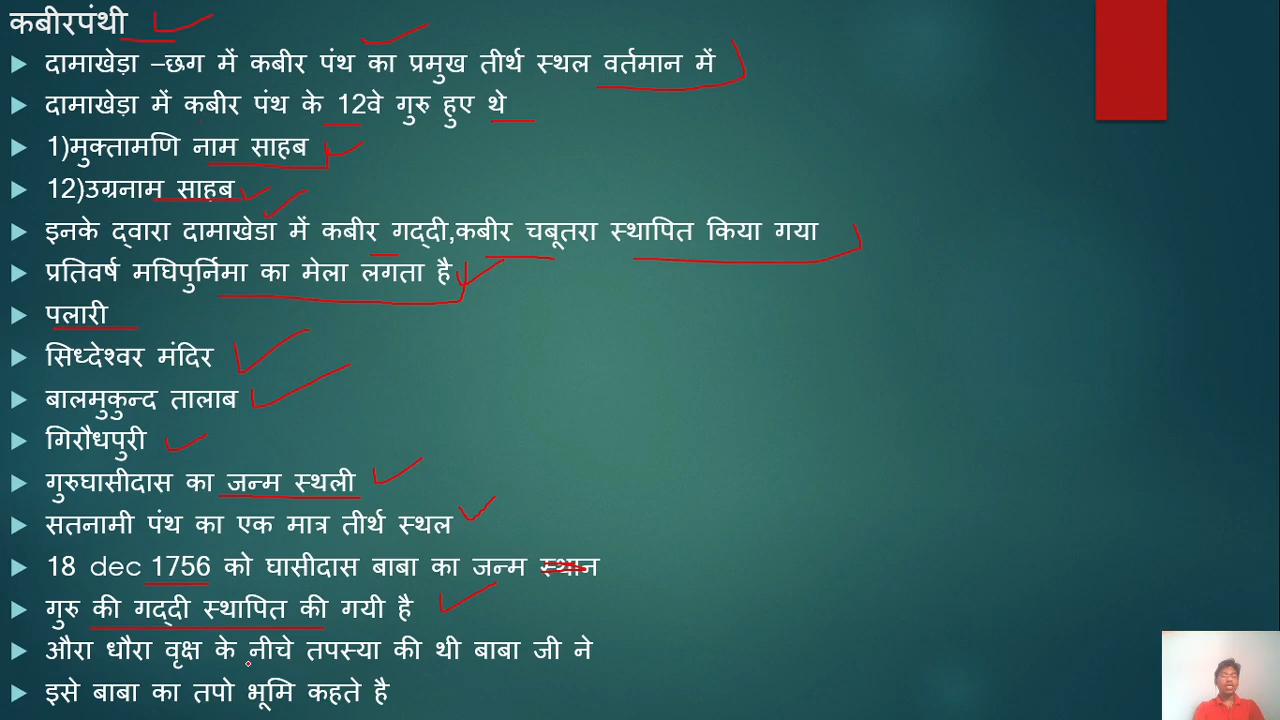 कबीरपंथी
दामाखेड़ा –छग में कबीर पंथ का प्रमुख तीर्थ स्थल वर्तमान में
दामाखेड़ा में कबीर पंथ के 12वे गुरु हुए थे
1)मुक्तामणि नाम साहब
12)उग्रनाम साहब
इनके द्वारा दामाखेडा में कबीर गद्दी,कबीर चबूतरा स्थापित किया गया
प्रतिवर्ष मघिपुर्निमा का मेला लगता है
पलारी
सिध्देश्वर मंदिर
बालमुकुन्द तालाब
गिरौधपुरी
गुरुघासीदास का जन्म स्थली
सतनामी पंथ का एक मात्र तीर्थ स्थल
18 dec 1756 को घासीदास बाबा का जन्म स्थान
गुरु की गद्दी स्थापित की गयी है
औरा धौरा वृक्ष के नीचे तपस्या की थी बाबा जी ने
इसे बाबा का तपो भूमि कहते है